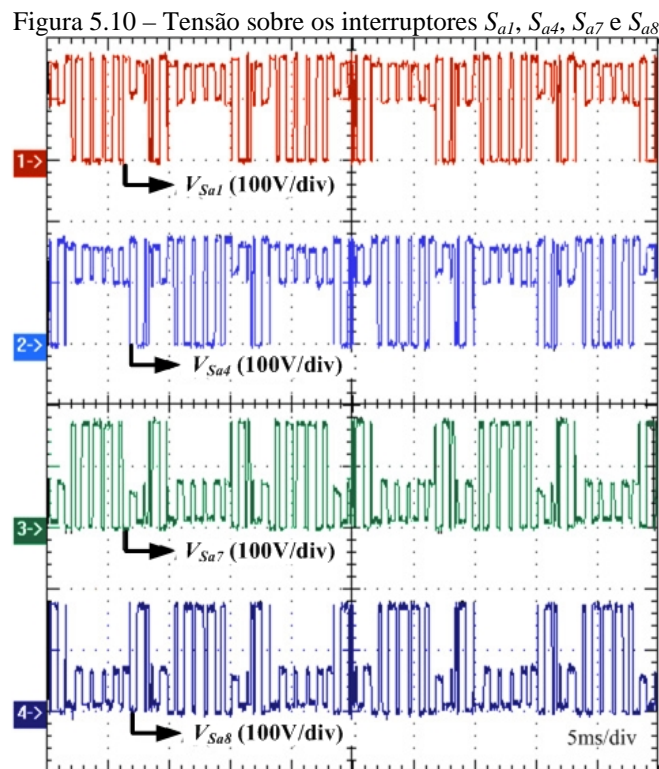 Figura 5.10 – Tensão sobre os interruptores Sa1, Sa4, Sa7 e Sa8
1->
VSa1 (100V/div)
2->
VSa4 (100V/div)
3->
VSa7 (100V/div)
4->
VSa8 (100V/div)
5ms/div